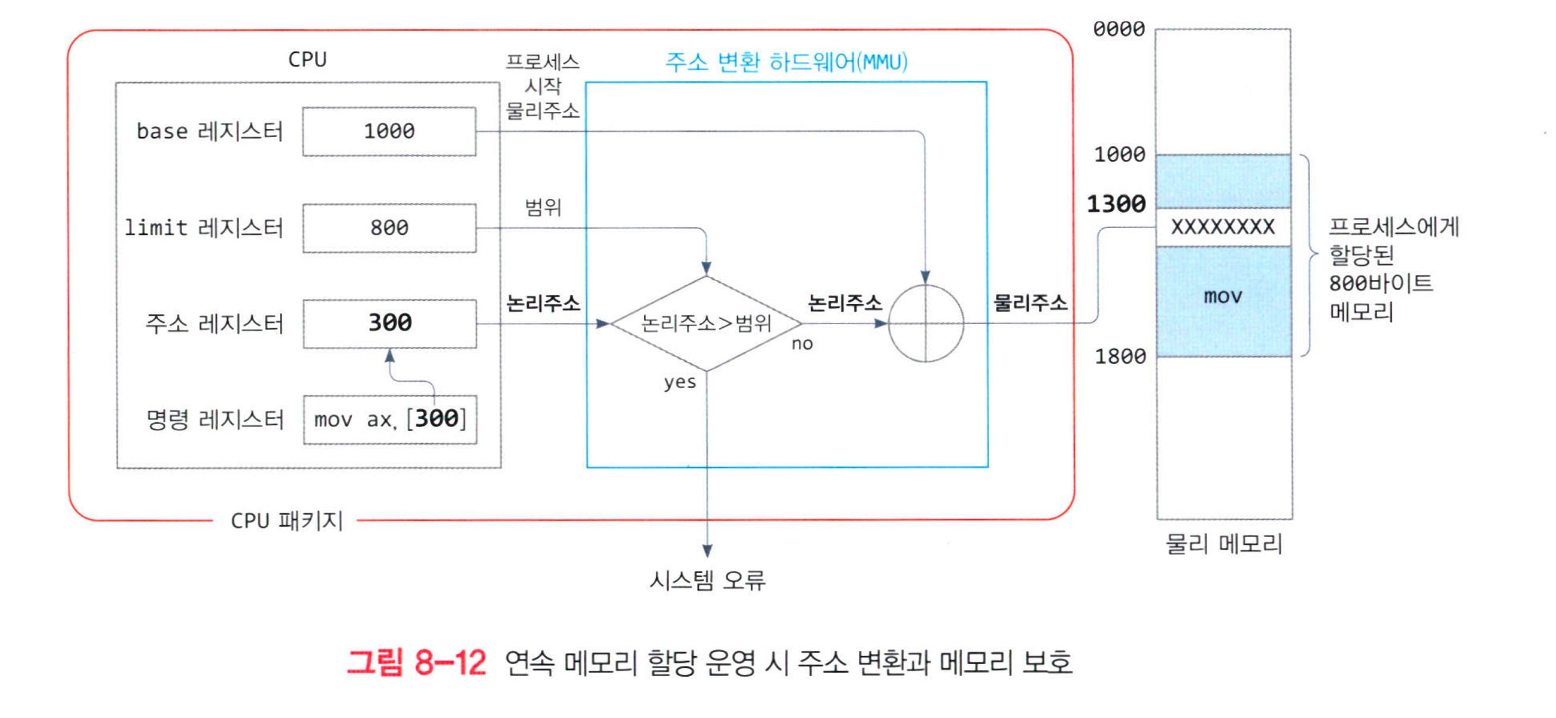 CPU
base 레지스터
1000
limit 레지스터
800
주소 레지스터
300
명령 레지스터
mov ax, [300]
CPU 패키지
프로세스
시작
물리주소
범위
논리주소
주소 변환 하드웨어(MMU)
논리주소>범위
yes
no
논리주소
시스템 오류
물리주소
0000
1000
1300
XXXXXXXX
mov
1800
물리 메모리
프로세스에게
할당된
800바이트
메모리
그림 8-12 연속 메모리 할당 운영 시 주소 변환과 메모리 보호